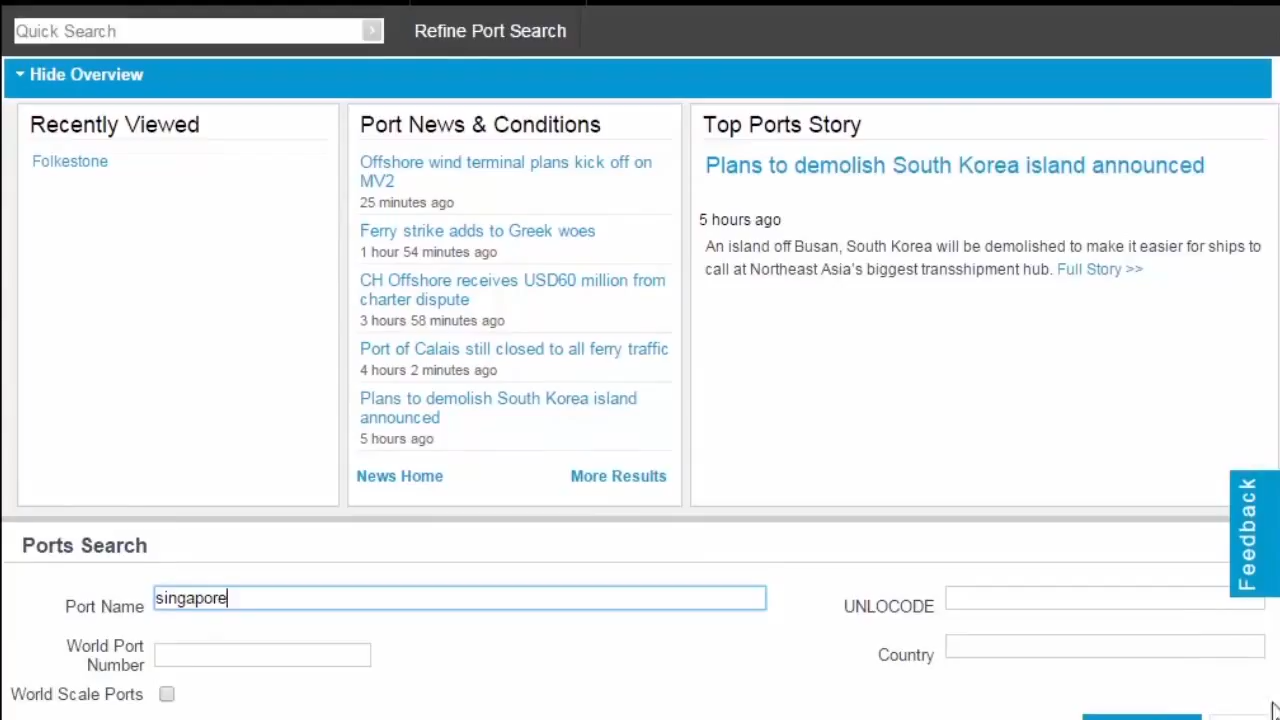 Quick Search
Refine Port Search
Hide Overview
Recently Viewed
Folkestone
Port News & Conditions
Offshore wind terminal plans kick off on
MV2
25 minutes ago
Ferry strike adds to Greek woes
1 hour 54 minutes ago
CH Offshore receives USD60 million from
charter dispute
3 hours 58 minutes ago
Port of Calais still closed to all ferry traffic
4 hours 2 minutes ago
Plans to demolish South Korea island
announced
5 hours ago
News Home
More Results
Top Ports Story
Plans to demolish South Korea island announced
5 hours ago
An island off Busan, South Korea will be demolished to make it easier for ships to
call at Northeast Asia's biggest transshipment hub. Full Story >>
Feedback
Ports Search
Port Name
singapore
UNLOCODE
World Port
Number
Country
World Scale Ports